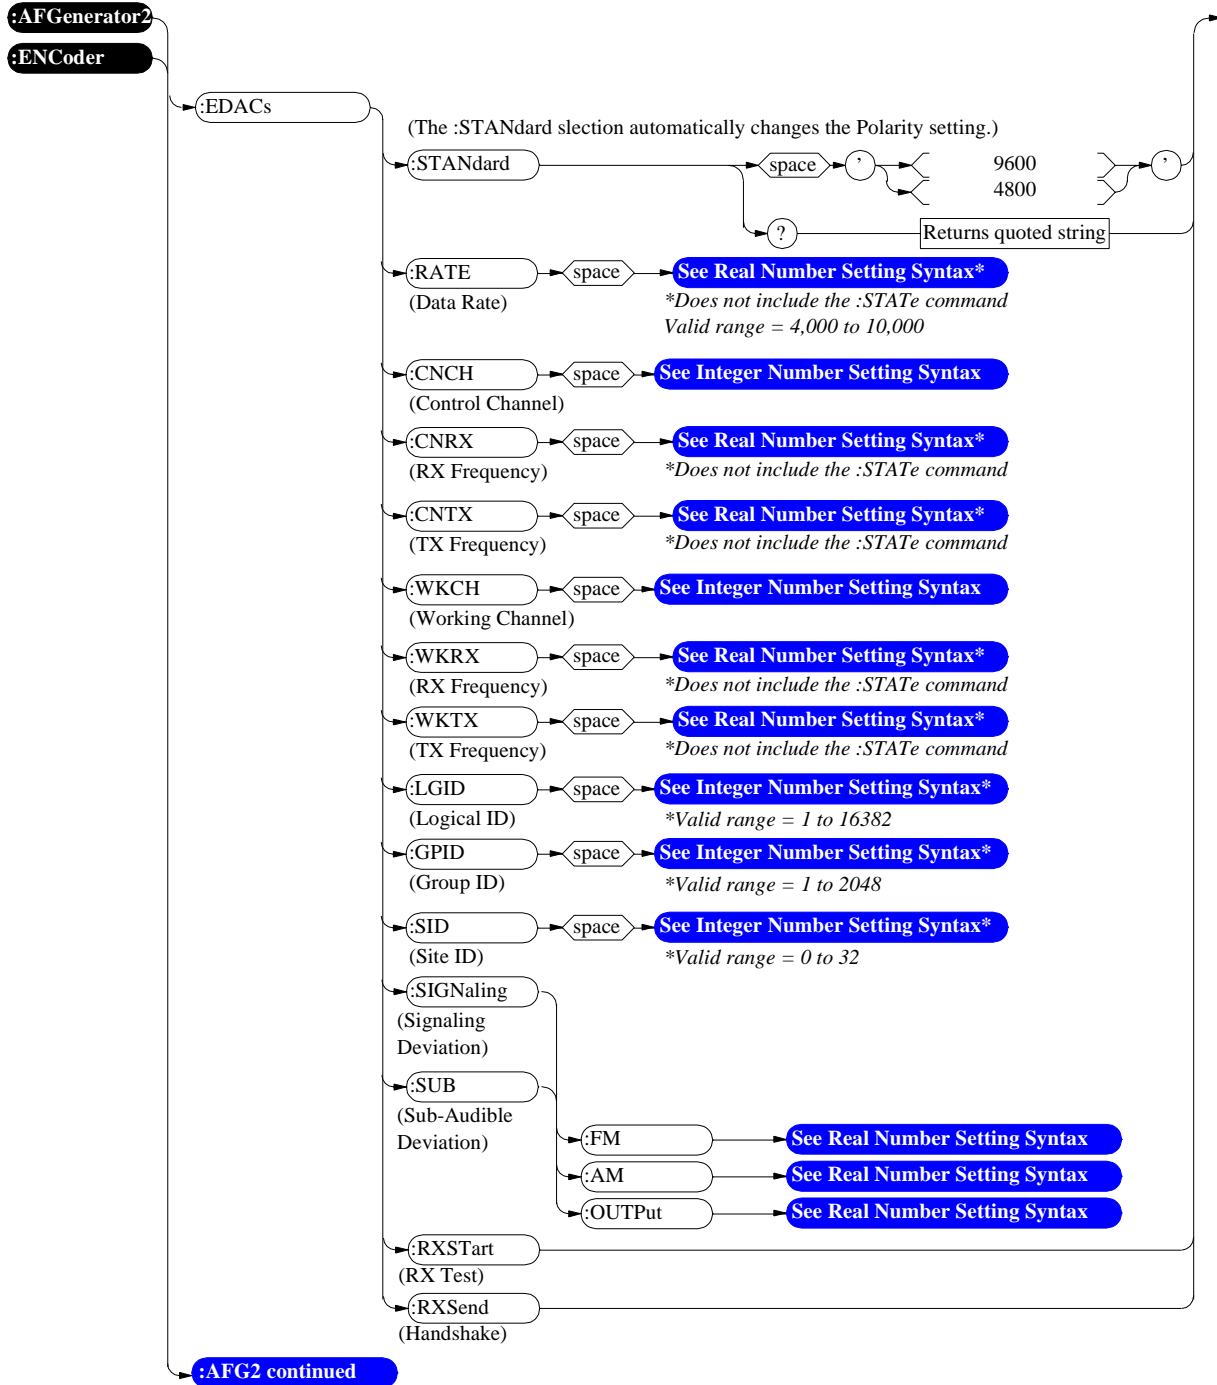 :AFGenerator2
:ENCoder
:EDACs
(The :STANdard slection automatically changes the Polarity setting.)
:STANdard space ’ 9600 ’
4800
? Returns quoted string
:RATE space See Real Number Setting Syntax*
(Data Rate) *Does not include the :STATe command
Valid range = 4,000 to 10,000
:CNCH space See Integer Number Setting Syntax
(Control Channel)
:CNRX space See Real Number Setting Syntax*
(RX Frequency) *Does not include the :STATe command
:CNTX space See Real Number Setting Syntax*
(TX Frequency) *Does not include the :STATe command
:WKCH space See Integer Number Setting Syntax
(Working Channel)
:WKRX space See Real Number Setting Syntax*
(RX Frequency) *Does not include the :STATe command
:WKTX space See Real Number Setting Syntax*
(TX Frequency) *Does not include the :STATe command
:LGID space See Integer Number Setting Syntax*
(Logical ID) *Valid range = 1 to 16382
:GPID space See Integer Number Setting Syntax*
(Group ID) *Valid range = 1 to 2048
:SID space See Integer Number Setting Syntax*
(Site ID) *Valid range = 0 to 32
:SIGNaling
(Signaling
Deviation)
:SUB
(Sub-Audible
Deviation)
:FM See Real Number Setting Syntax
:AM See Real Number Setting Syntax
:OUTPut See Real Number Setting Syntax
:RXSTart
(RX Test)
:RXSend
(Handshake)
:AFG2 continued